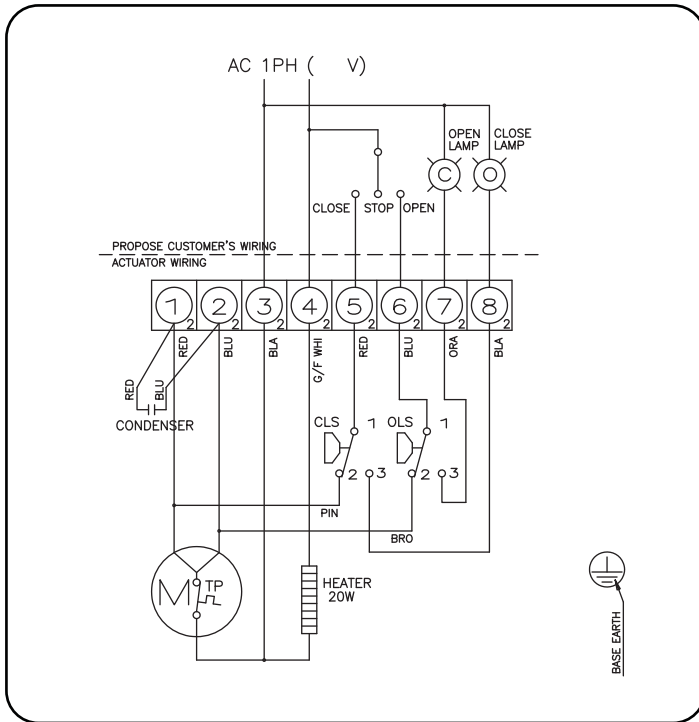 AC 1PH ( V)
OPEN LAMP
CLOSE LAMP
C
O
CLOSE STOP OPEN
PROPOSE CUSTOMER'S WIRING
ACTUATOR WIRING
1 2 3 4 5 6 7 8
2 2 2 2 2 2 2 2
RED BLU BLA G/F WHI RED BLU ORA BLA
RED BLU
CONDENSER
CLS 1
OLS 1
2 3
2 3
PIN
BRO
M TP
HEATER
20W
BASE EARTH